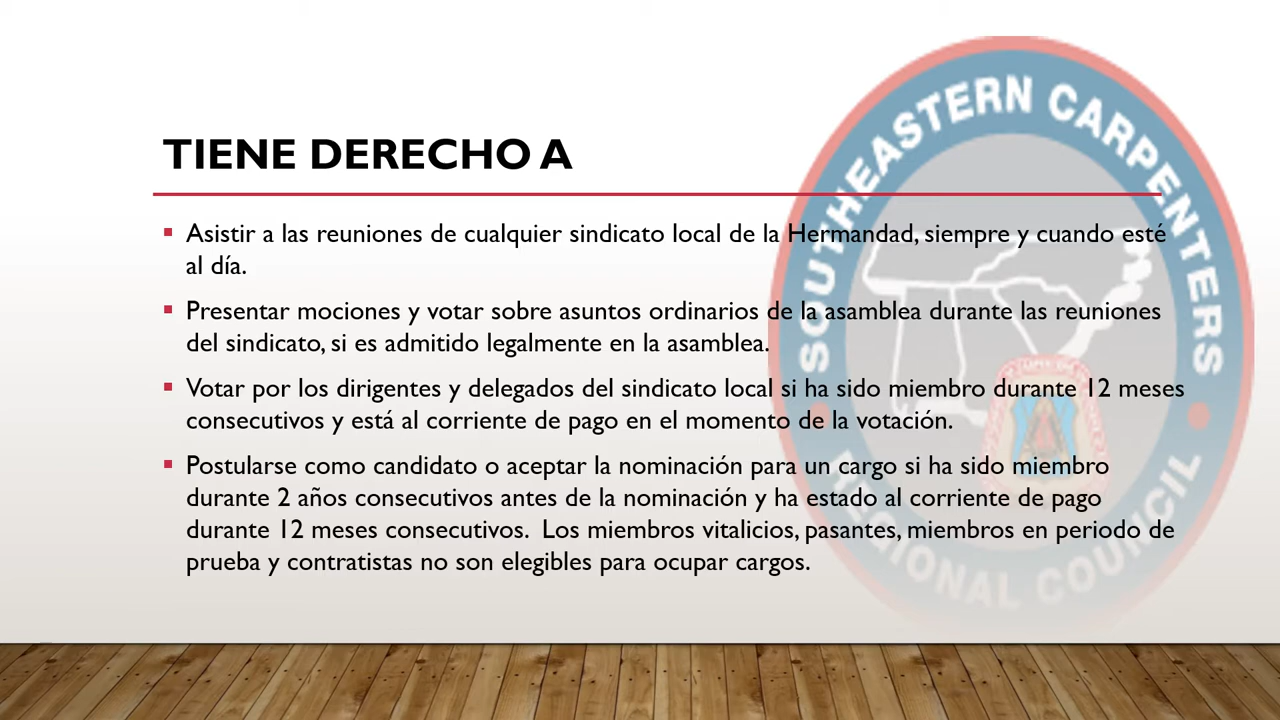 TIENE DERECHO A
▪ Asistir a las reuniones de cualquier sindicato local de la Hermandad, siempre y cuando esté
al día.
▪ Presentar mociones y votar sobre asuntos ordinarios de la asamblea durante las reuniones
del sindicato, si es admitido legalmente en la asamblea.
▪ Votar por los dirigentes y delegados del sindicato local si ha sido miembro durante 12 meses
consecutivos y está al corriente de pago en el momento de la votación.
▪ Postularse como candidato o aceptar la nominación para un cargo si ha sido miembro
durante 2 años consecutivos antes de la nominación y ha estado al corriente de pago
durante 12 meses consecutivos.  Los miembros vitalicios, pasantes, miembros en periodo de
prueba y contratistas no son elegibles para ocupar cargos.
SOUTHEASTERN CARPENTERS
REGIONAL COUNCIL